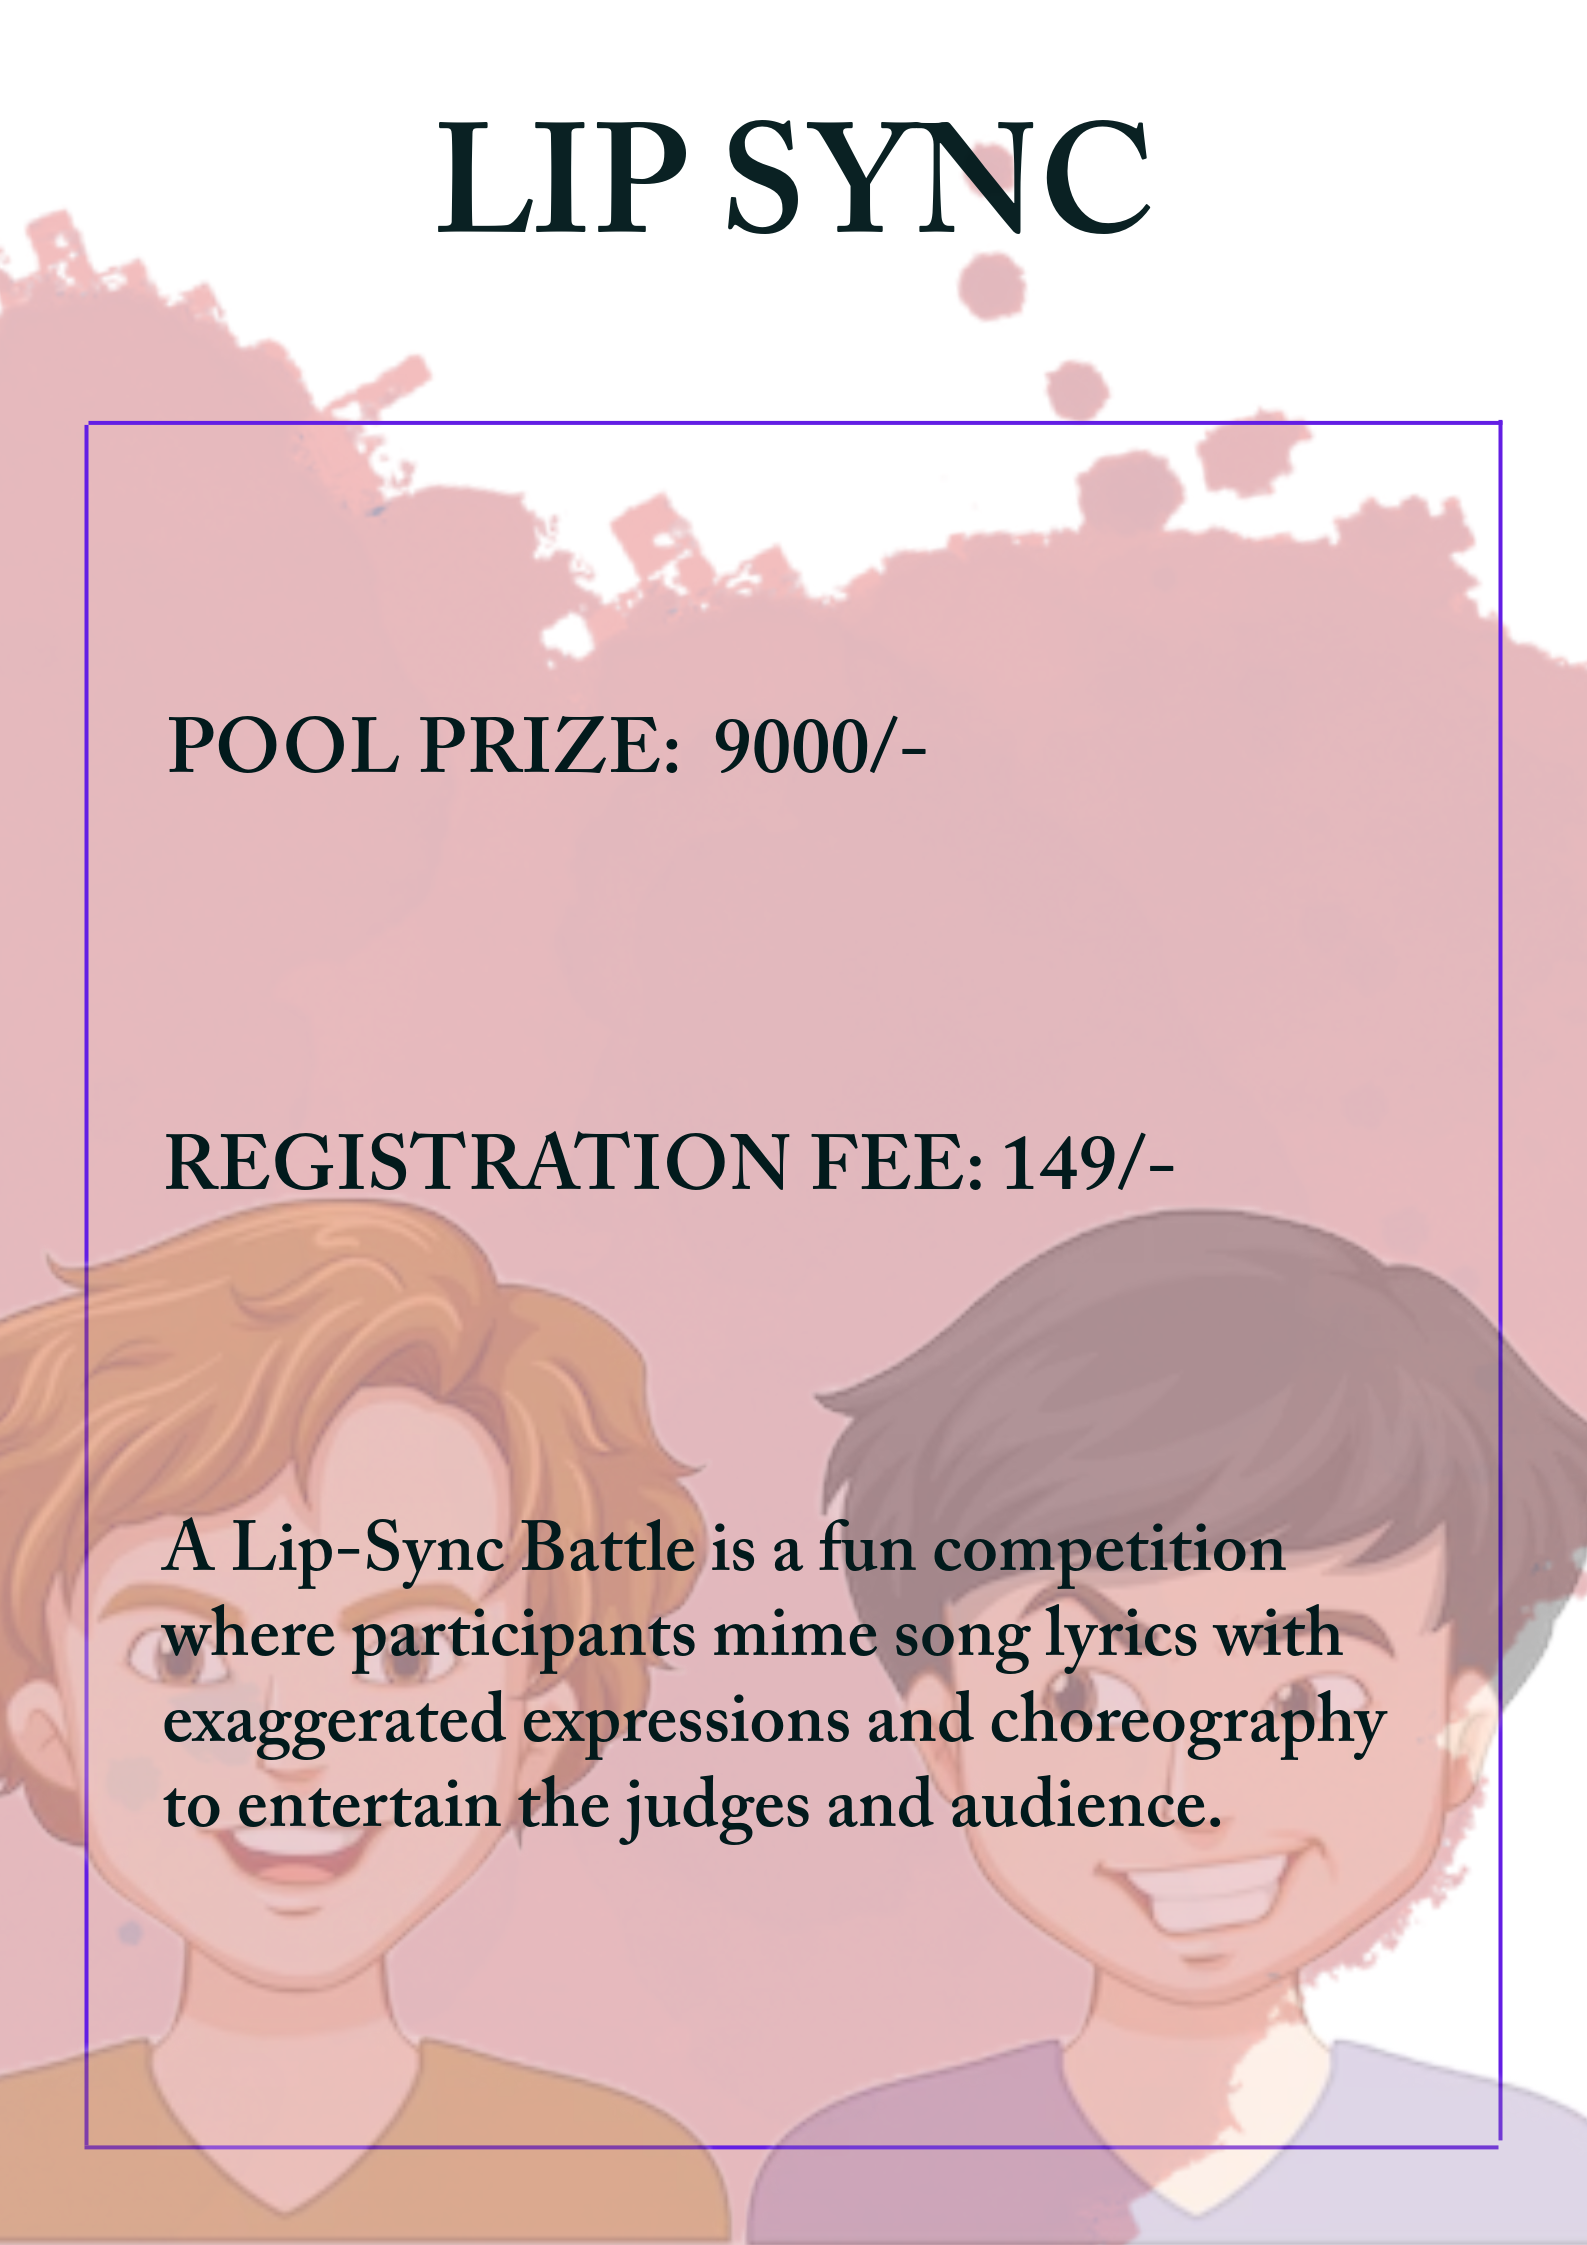 LIP SYNC
POOL PRIZE: 9000/-
REGISTRATION FEE: 149/-
A Lip-Sync Battle is a fun competition
where participants mime song lyrics with
exaggerated expressions and choreography
to entertain the judges and audience.